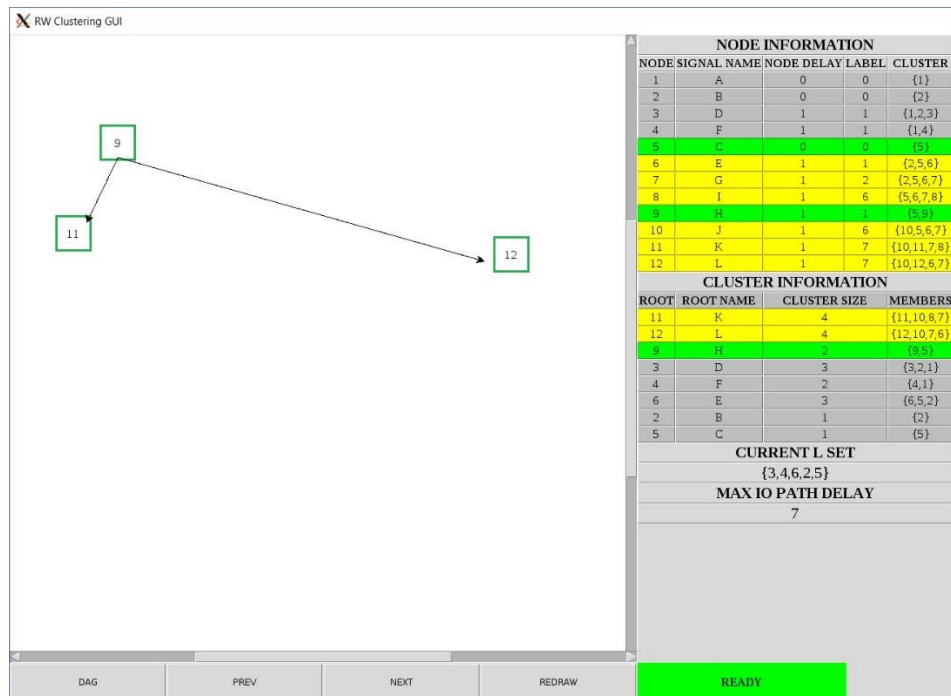 RW Clustering GUI
9
11
12
NODE INFORMATION
NODE SIGNAL NAME NODE DELAY LABEL CLUSTER
1 A 0 0 {1}
2 B 0 0 {2}
3 D 1 1 {1,2,3}
4 F 1 1 {1,4}
5 C 0 0 {5}
6 E 1 1 {2,5,6}
7 G 1 2 {2,5,6,7}
8 I 1 6 {5,6,7,8}
9 H 1 1 {5,9}
10 J 1 6 {10,5,6,7}
11 K 1 7 {10,11,7,8}
12 L 1 7 {10,12,6,7}
CLUSTER INFORMATION
ROOT ROOT NAME CLUSTER SIZE MEMBERS
11 K 4 {11,10,8,7}
12 L 4 {12,10,7,6}
9 H 2 {9,5}
3 D 3 {3,2,1}
4 F 2 {4,1}
6 E 3 {6,5,2}
2 B 1 {2}
5 C 1 {5}
CURRENT L SET
{3,4,6,2,5}
MAX IO PATH DELAY
7
DAG PREV NEXT REDRAW READY